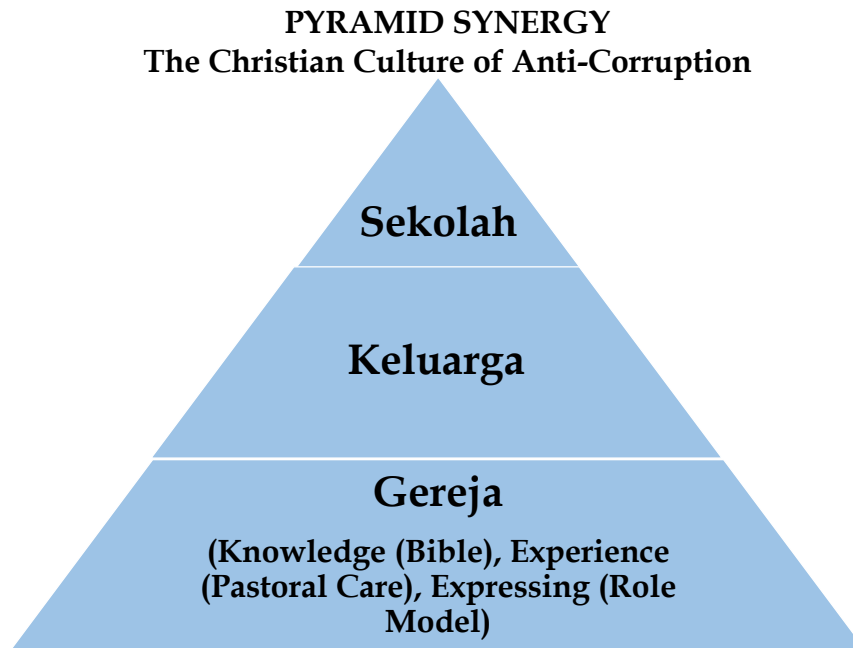 PYRAMID SYNERGY
The Christian Culture of Anti-Corruption
Sekolah
Keluarga
Gereja
(Knowledge (Bible), Experience
(Pastoral Care), Expressing (Role
Model)